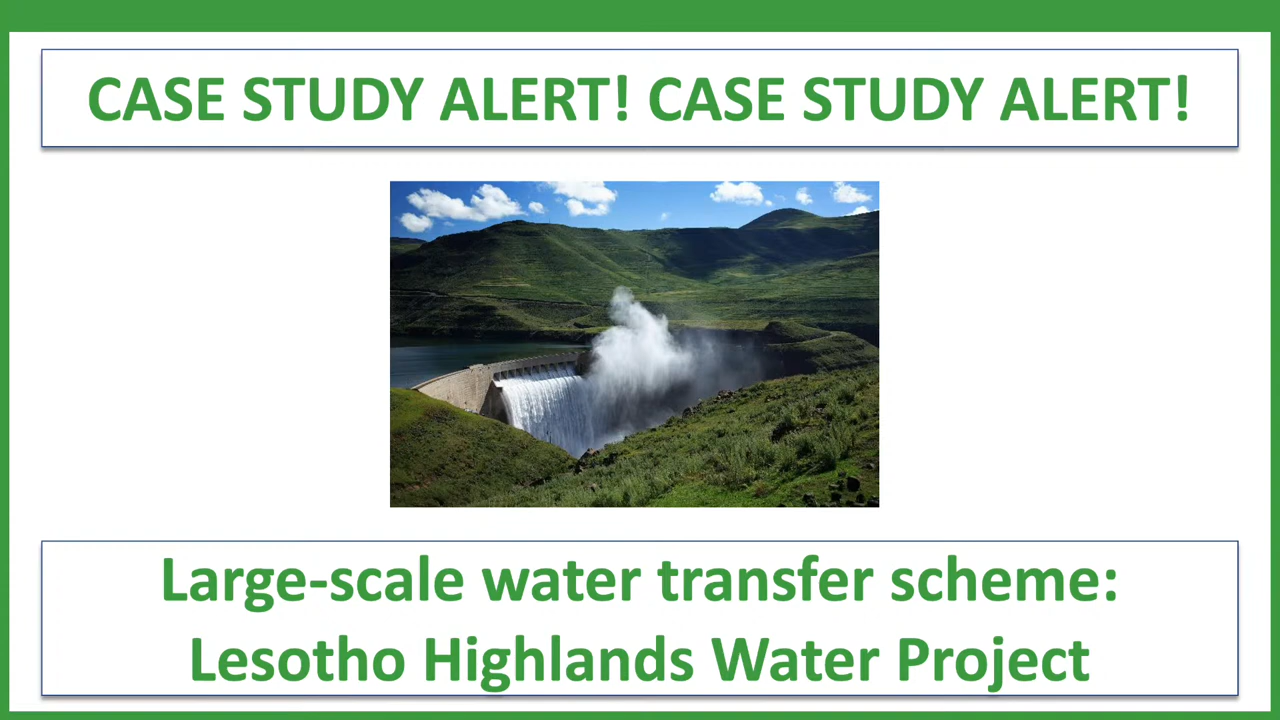 CASE STUDY ALERT! CASE STUDY ALERT!
Large-scale water transfer scheme:
Lesotho Highlands Water Project